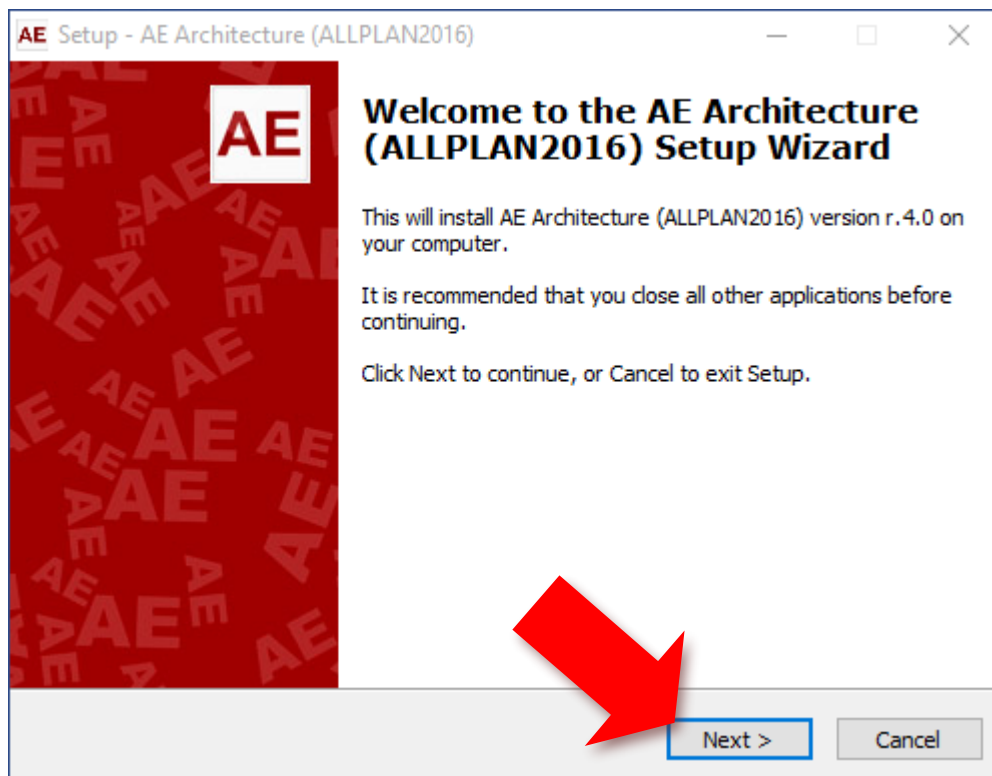 AE Setup - AE Architecture (ALLPLAN2016)
AE
Welcome to the AE Architecture
(ALLPLAN2016) Setup Wizard
This will install AE Architecture (ALLPLAN2016) version r.4.0 on
your computer.
It is recommended that you close all other applications before
continuing.
Click Next to continue, or Cancel to exit Setup.
Next >
Cancel